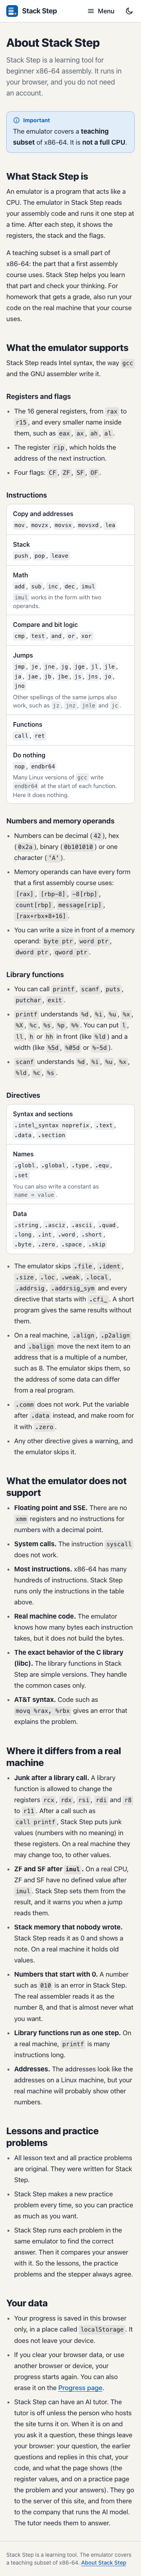 Stack Step
Menu
About Stack Step
Stack Step is a learning tool for
beginner x86-64 assembly. It runs in
your browser, and you do not need
an account.
Important
The emulator covers a teaching
subset of x86-64. It is not a full CPU.
What Stack Step is
An emulator is a program that acts like a
CPU. The emulator in Stack Step reads
your assembly code and runs it one step at
a time. After each step, it shows the
registers, the stack and the flags.
A teaching subset is a small part of
x86-64: the part that a first assembly
course uses. Stack Step helps you learn
that part and check your thinking. For
homework that gets a grade, also run your
code on the real machine that your course
uses.
What the emulator supports
Stack Step reads Intel syntax, the way gcc
and the GNU assembler write it.
Registers and flags
• The 16 general registers, from rax to
r15, and every smaller name inside
them, such as eax, ax, ah, al.
• The register rip, which holds the
address of the next instruction.
• Four flags: CF, ZF, SF, OF.
Instructions
Copy and addresses
mov, movzx, movsx, movsxd, lea
Stack
push, pop, leave
Math
add, sub, inc, dec, imul
imul works in the form with two
operands.
Compare and bit logic
cmp, test, and, or, xor
Jumps
jmp, je, jne, jg, jge, jl, jle,
ja, jae, jb, jbe, js, jns, jo,
jno
Other spellings of the same jumps also
work, such as jz, jnz, jnle and jc.
Functions
call, ret
Do nothing
nop, endbr64
Many Linux versions of gcc write
endbr64 at the start of each function.
Here it does nothing.
Numbers and memory operands
• Numbers can be decimal (42), hex
(0x2a), binary (0b101010) or one
character ('A').
• Memory operands can have every form
that a first assembly course uses:
[rax], [rbp-8], -8[rbp],
count[rbp], message[rip],
[rax+rbx*8+16].
• You can write a size in front of a memory
operand: byte ptr, word ptr,
dword ptr, qword ptr.
Library functions
• You can call printf, scanf, puts,
putchar, exit.
• printf understands %d, %i, %u, %x,
%X, %c, %s, %p, %%. You can put l,
ll, h or hh in front (like %ld) and a
width (like %5d, %05d or %-5d).
• scanf understands %d, %i, %u, %x,
%ld, %c, %s.
Directives
Syntax and sections
.intel_syntax noprefix, .text,
.data, .section
Names
.globl, .global, .type, .equ,
.set
You can also write a constant as
name = value.
Data
.string, .asciz, .ascii, .quad,
.long, .int, .word, .short,
.byte, .zero, .space, .skip
• The emulator skips .file, .ident,
.size, .loc, .weak, .local,
.addrsig, .addrsig_sym and every
directive that starts with .cfi_. A short
program gives the same results without
them.
• On a real machine, .align, .p2align
and .balign move the next item to an
address that is a multiple of a number,
such as 8. The emulator skips them, so
the address of some data can differ
from a real program.
• .comm does not work. Put the variable
after .data instead, and make room for
it with .zero.
Any other directive gives a warning, and
the emulator skips it.
What the emulator does not
support
• Floating point and SSE. There are no
xmm registers and no instructions for
numbers with a decimal point.
• System calls. The instruction syscall
does not work.
• Most instructions. x86-64 has many
hundreds of instructions. Stack Step
runs only the instructions in the table
above.
• Real machine code. The emulator
knows how many bytes each instruction
takes, but it does not build the bytes.
• The exact behavior of the C library
(libc). The library functions in Stack
Step are simple versions. They handle
the common cases only.
• AT&T syntax. Code such as
movq %rax, %rbx gives an error that
explains the problem.
Where it differs from a real
machine
• Junk after a library call. A library
function is allowed to change the
registers rcx, rdx, rsi, rdi and r8
to r11. After a call such as
call printf, Stack Step puts junk
values (numbers with no meaning) in
these registers. On a real machine they
may change too, to other values.
• ZF and SF after imul. On a real CPU,
ZF and SF have no defined value after
imul. Stack Step sets them from the
result, and it warns you when a jump
reads them.
• Stack memory that nobody wrote.
Stack Step reads it as 0 and shows a
note. On a real machine it holds old
values.
• Numbers that start with 0. A number
such as 010 is an error in Stack Step.
The real assembler reads it as the
number 8, and that is almost never what
you want.
• Library functions run as one step. On
a real machine, printf is many
instructions long.
• Addresses. The addresses look like the
addresses on a Linux machine, but your
real machine will probably show other
numbers.
Lessons and practice
problems
• All lesson text and all practice problems
are original. They were written for Stack
Step.
• Stack Step makes a new practice
problem every time, so you can practice
as much as you want.
• Stack Step runs each problem in the
same emulator to find the correct
answer. Then it compares your answer
with it. So the lessons, the practice
problems and the stepper always agree.
Your data
• Your progress is saved in this browser
only, in a place called localStorage. It
does not leave your device.
• If you clear your browser data, or use
another browser or device, your
progress starts again. You can also
erase it on the Progress page.
• Stack Step can have an AI tutor. The
tutor is off unless the person who hosts
the site turns it on. When it is on and
you ask it a question, these things leave
your browser: your question, the earlier
questions and replies in this chat, your
code, and what the page shows (the
register values, and on a practice page
the problem and your answers). They go
to the server of this site, and from there
to the company that runs the AI model.
The tutor needs them to answer.
Stack Step is a learning tool. The emulator covers
a teaching subset of x86-64. About Stack Step